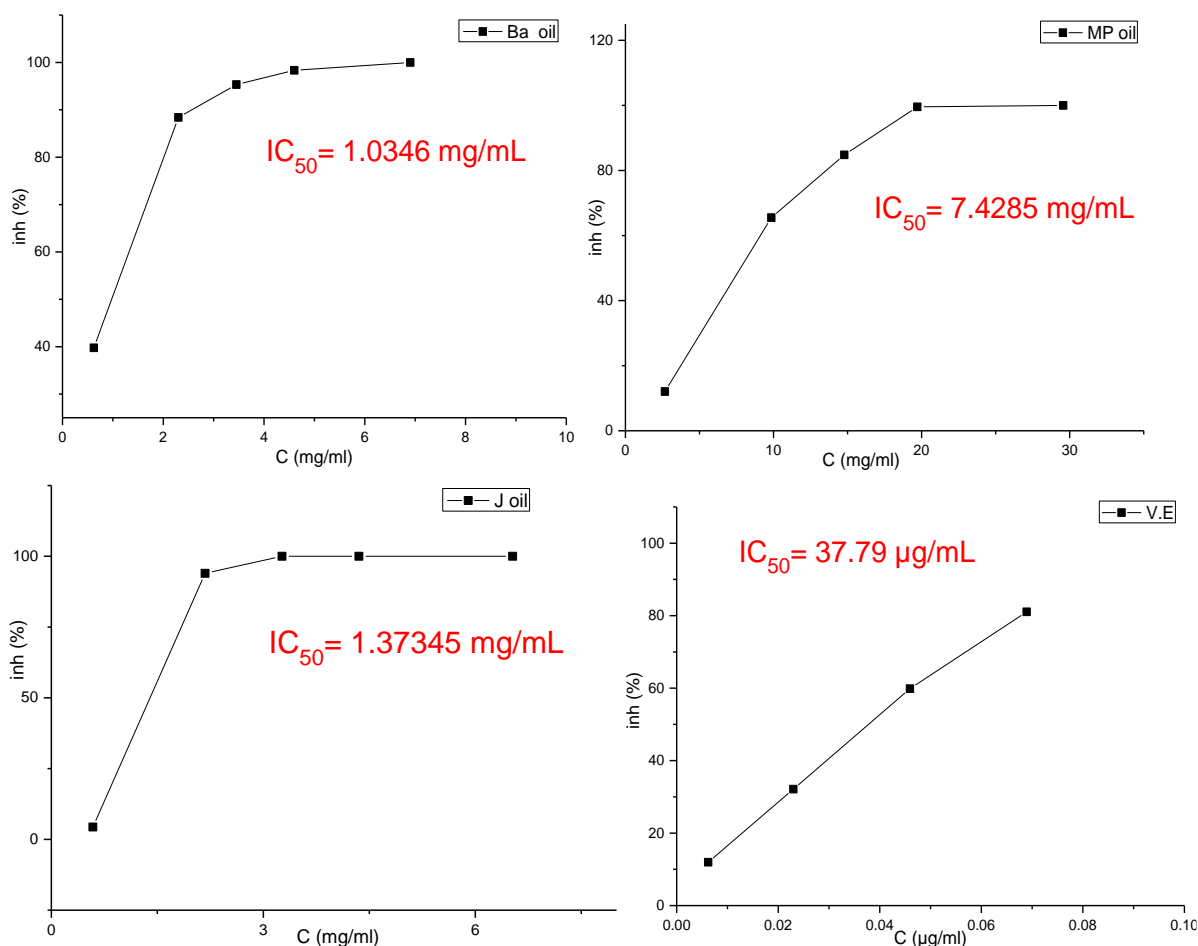 Ba oil
100
80
60
40
inh (%)
IC50= 1.0346 mg/mL
0 2 4 6 8 10
C (mg/ml)
MP oil
120
80
40
0
inh (%)
IC50= 7.4285 mg/mL
0 10 20 30
C (mg/ml)
J oil
100
50
0
inh (%)
IC50= 1.37345 mg/mL
0 3 6
C (mg/ml)
V.E
100
80
60
40
20
0
inh (%)
IC50= 37.79 µg/mL
0.00 0.02 0.04 0.06 0.08 0.10
C (µg/ml)